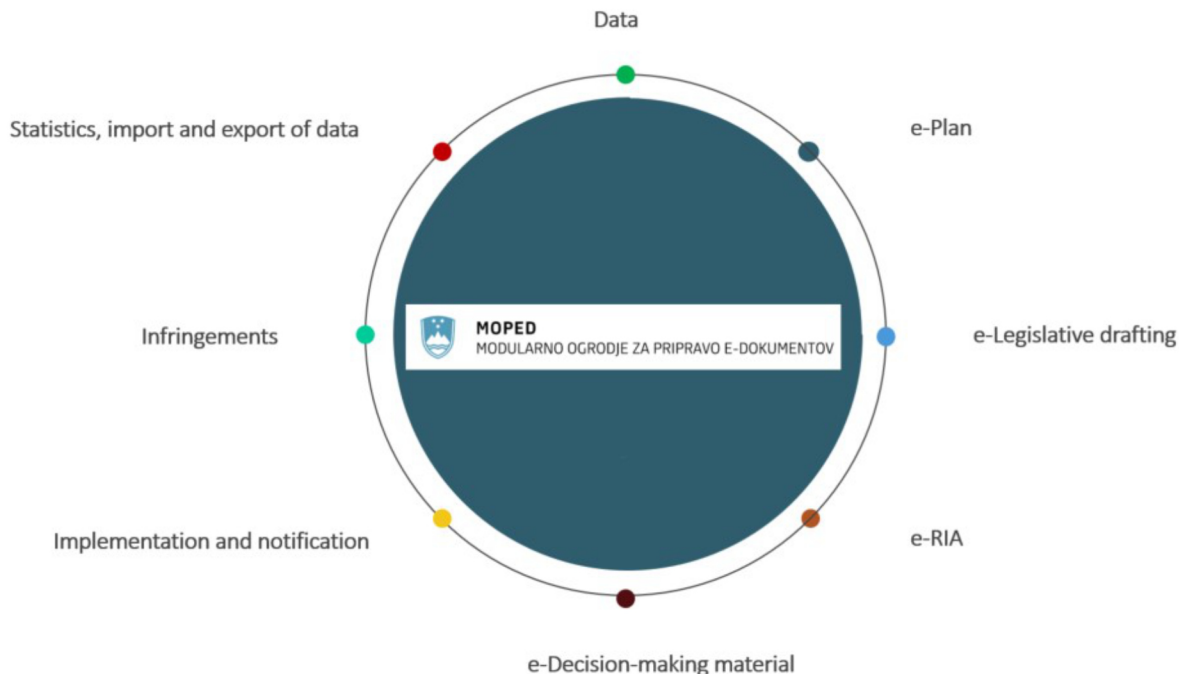 Data
e-Plan
Statistics, import and export of data
MOPED
MODULARNO OGRODJE ZA PRIPRAVO E-DOKUMENTOV
Infringements
e-Legislative drafting
Implementation and notification
e-RIA
e-Decision-making material